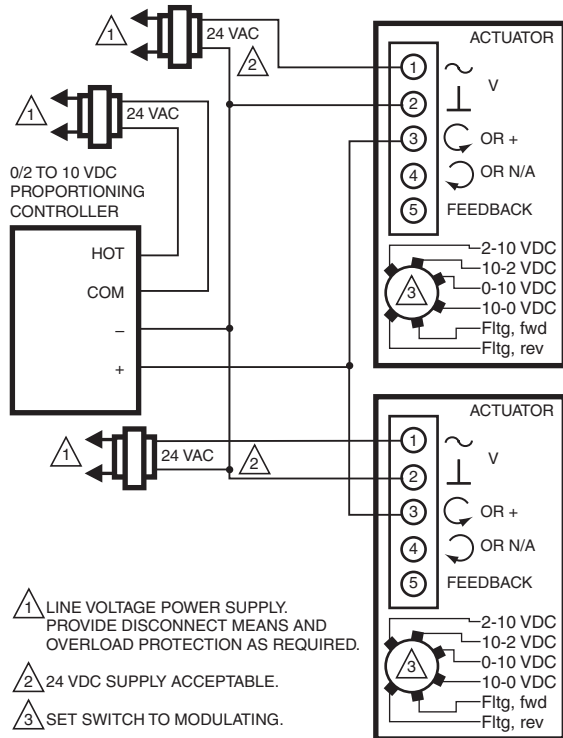 1
24 VAC
2
1
24 VAC
0/2 TO 10 VDC
PROPORTIONING
CONTROLLER
HOT
COM
–
+
ACTUATOR
1
V
2
3 OR +
4 OR N/A
5 FEEDBACK
2-10 VDC
10-2 VDC
0-10 VDC
10-0 VDC
Fltg, fwd
Fltg, rev
3
1
24 VAC
2
ACTUATOR
1
V
2
3 OR +
4 OR N/A
5 FEEDBACK
2-10 VDC
10-2 VDC
0-10 VDC
10-0 VDC
Fltg, fwd
Fltg, rev
3
1 LINE VOLTAGE POWER SUPPLY.
PROVIDE DISCONNECT MEANS AND
OVERLOAD PROTECTION AS REQUIRED.
2 24 VDC SUPPLY ACCEPTABLE.
3 SET SWITCH TO MODULATING.